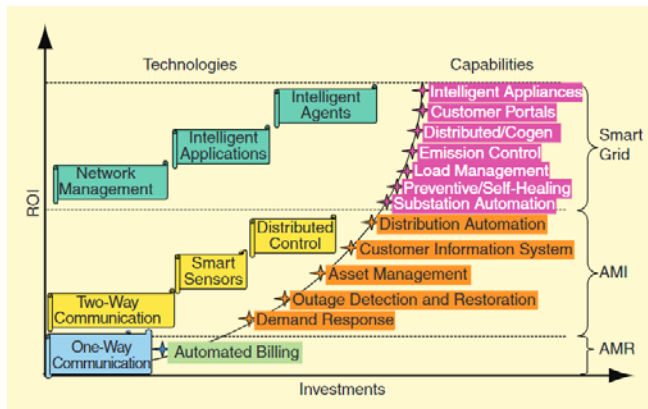 Technologies
Capabilities
Intelligent
Agents
Intelligent
Applications
Network
Management
Intelligent Appliances
Customer Portals
Distributed/Cogen
Emission Control
Load Management
Preventive/Self-Healing
Substation Automation
Smart
Grid
ROI
Distributed
Control
Smart
Sensors
Two-Way
Communication
Distribution Automation
Customer Information System
Asset Management
Outage Detection and Restoration
Demand Response
AMI
One-Way
Communication
Automated Billing
AMR
Investments